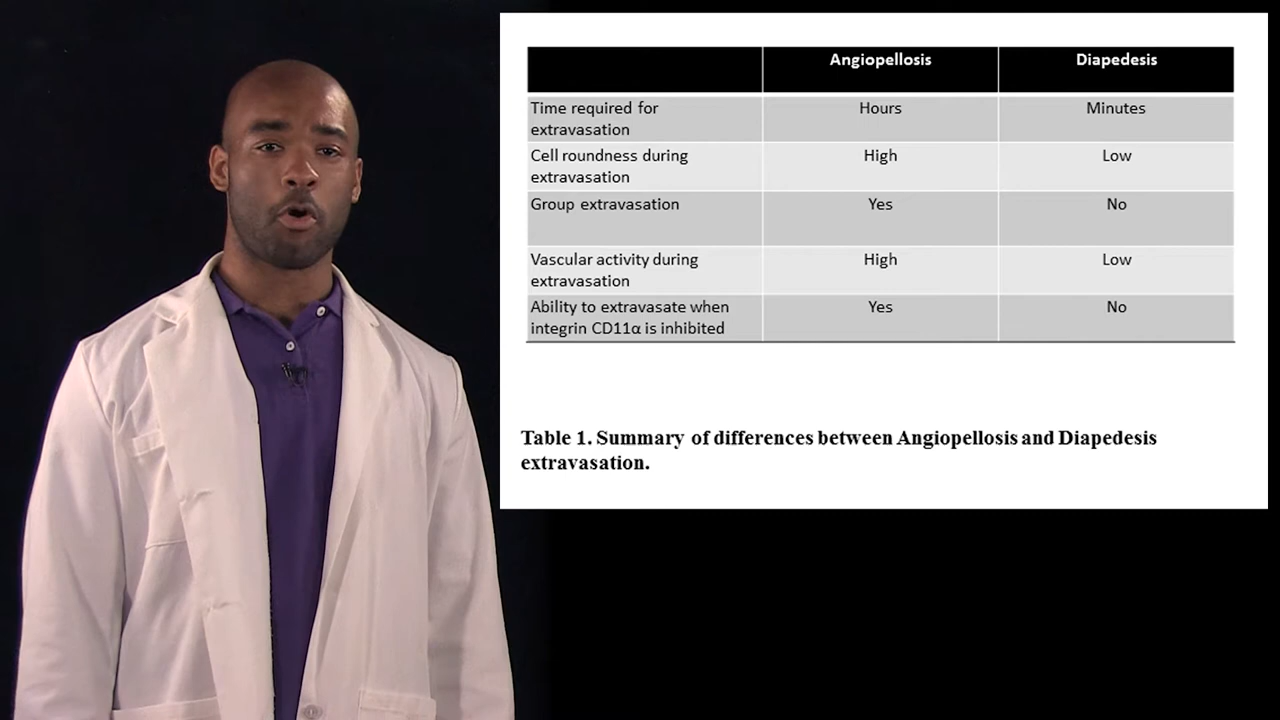 Angiopellosis Diapedesis
Time required for Hours Minutes
extravasation
Cell roundness during High Low
extravasation
Group extravasation Yes No
Vascular activity during High Low
extravasation
Ability to extravasate when Yes No
integrin CD11α is inhibited
Table 1. Summary of differences between Angiopellosis and Diapedesis
extravasation.